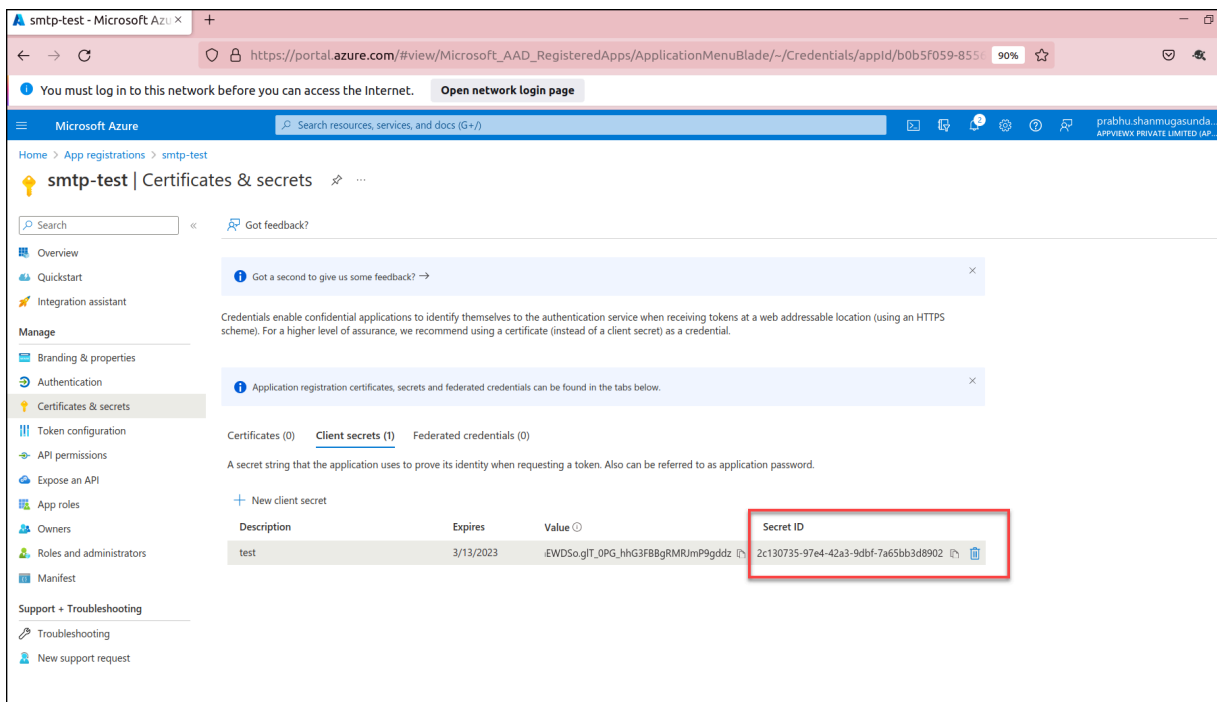 smtp-test - Microsoft Azu
https://portal.azure.com/#view/Microsoft_AAD_RegisteredApps/ApplicationMenuBlade/~/Credentials/appId/b0b5f059-855 90%
You must log in to this network before you can access the Internet. Open network login page
Microsoft Azure Search resources, services, and docs (G+/) 2 prabhu.shanmugasunda...
APPVIEWX PRIVATE LIMITED (AP...
Home > App registrations > smtp-test
smtp-test | Certificates & secrets ...
Search « Got feedback?
Overview
Quickstart
Integration assistant
Manage
Branding & properties
Authentication
Certificates & secrets
Token configuration
API permissions
Expose an API
App roles
Owners
Roles and administrators
Manifest
Support + Troubleshooting
Troubleshooting
New support request
Got a second to give us some feedback? →
Credentials enable confidential applications to identify themselves to the authentication service when receiving tokens at a web addressable location (using an HTTPS
scheme). For a higher level of assurance, we recommend using a certificate (instead of a client secret) as a credential.
Application registration certificates, secrets and federated credentials can be found in the tabs below.
Certificates (0) Client secrets (1) Federated credentials (0)
A secret string that the application uses to prove its identity when requesting a token. Also can be referred to as application password.
+ New client secret
Description Expires Value Secret ID
test 3/13/2023 EWDSo.glT_0PG_hhG3FBBgRMRJmP9gddz 2c130735-97e4-42a3-9dbf-7a65bb3d8902